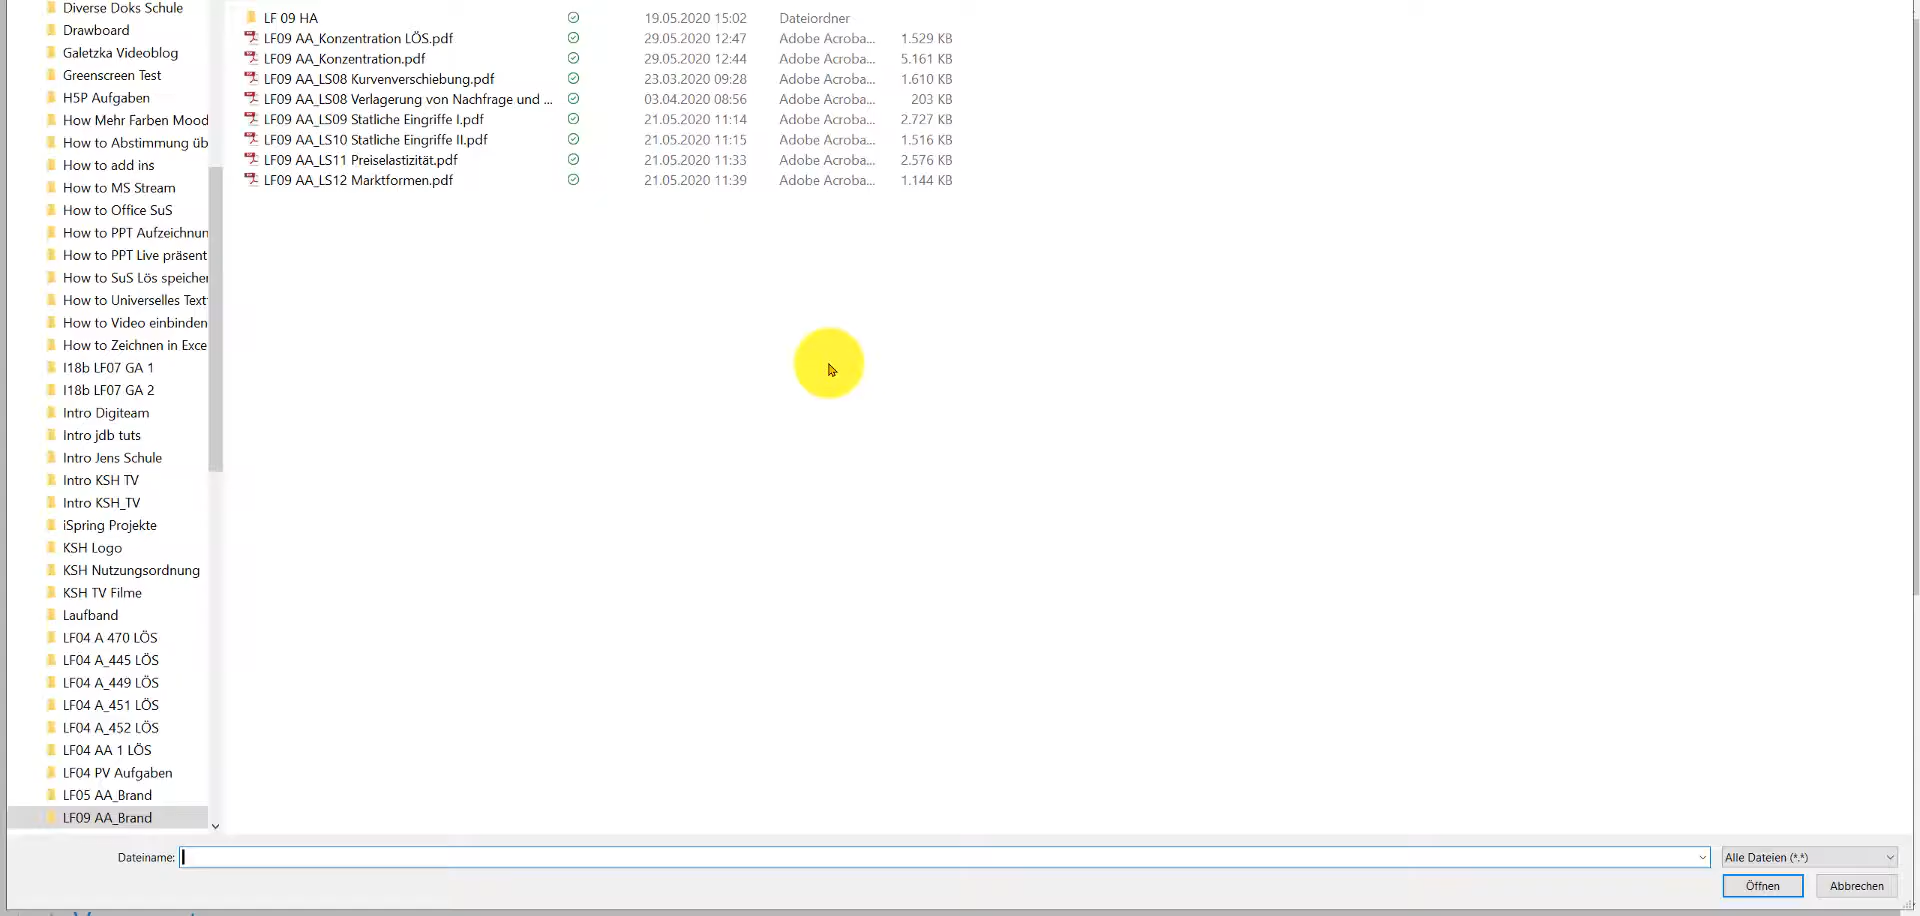 Diverse Doks Schule
Drawboard
Galetzka Videoblog
Greenscreen Test
H5P Aufgaben
How Mehr Farben Mood
How to Abstimmung üb
How to add ins
How to MS Stream
How to Office SuS
How to PPT Aufzeichnun
How to PPT Live präsent
How to SuS Lös speicher
How to Universelles Text
How to Video einbinden
How to Zeichnen in Exce
I18b LF07 GA 1
I18b LF07 GA 2
Intro Digiteam
Intro jdb tuts
Intro Jens Schule
Intro KSH TV
Intro KSH_TV
iSpring Projekte
KSH Logo
KSH Nutzungsordnung
KSH TV Filme
Laufband
LF04 A 470 LÖS
LF04 A_445 LÖS
LF04 A_449 LÖS
LF04 A_451 LÖS
LF04 A_452 LÖS
LF04 AA 1 LÖS
LF04 PV Aufgaben
LF05 AA_Brand
LF09 AA_Brand
LF 09 HA 19.05.2020 15:02 Dateiordner
LF09 AA_Konzentration LÖS.pdf 29.05.2020 12:47 Adobe Acroba... 1.529 KB
LF09 AA_Konzentration.pdf 29.05.2020 12:44 Adobe Acroba... 5.161 KB
LF09 AA_LS08 Kurvenverschiebung.pdf 23.03.2020 09:28 Adobe Acroba... 1.610 KB
LF09 AA_LS08 Verlagerung von Nachfrage und ... 03.04.2020 08:56 Adobe Acroba... 203 KB
LF09 AA_LS09 Statliche Eingriffe I.pdf 21.05.2020 11:14 Adobe Acroba... 2.727 KB
LF09 AA_LS10 Statliche Eingriffe II.pdf 21.05.2020 11:15 Adobe Acroba... 1.516 KB
LF09 AA_LS11 Preiselastizität.pdf 21.05.2020 11:33 Adobe Acroba... 2.576 KB
LF09 AA_LS12 Marktformen.pdf 21.05.2020 11:39 Adobe Acroba... 1.144 KB
Dateiname: Alle Dateien (*.*)
Öffnen Abbrechen